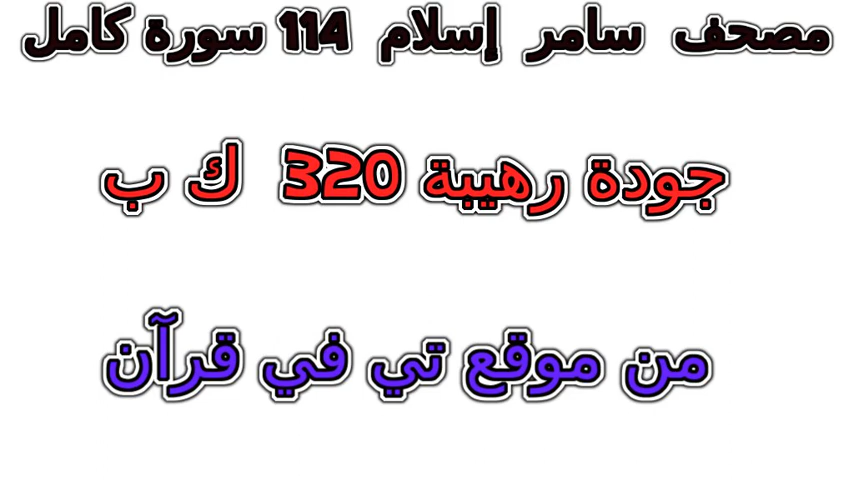 مصحف سامر إسلام 114 سورة كامل
جودة رهيبة 320 ك ب
من موقع تي في قرآن